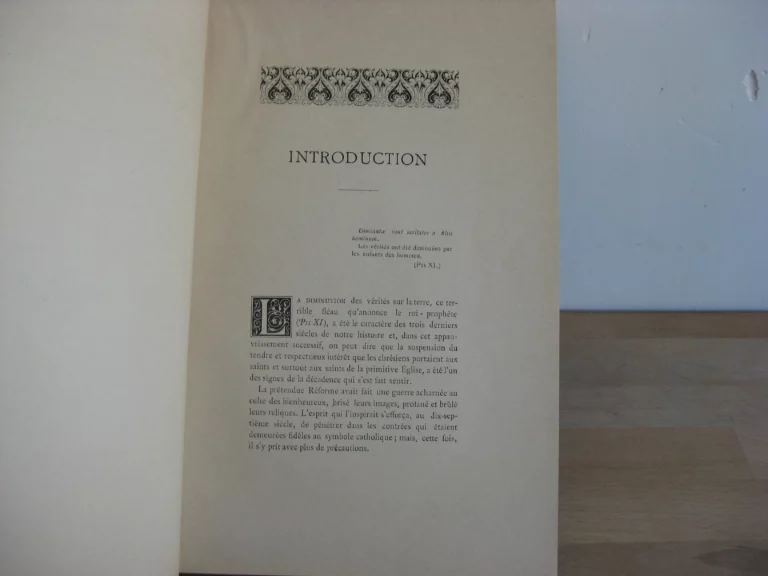 INTRODUCTION
Diminutæ sunt veritates a filiis
hominum.
Les vérités ont été diminuées par
les enfants des hommes.
(Ps. XI.)
LA DIMINUTION des vérités sur la terre, ce ter-
rible fléau qu'annonce le roi-prophète
(Ps. XI), a été le caractère des trois derniers
siècles de notre histoire et, dans cet appau-
vrissement successif, on peut dire que la suspension du
tendre et respectueux intérêt que les chrétiens portaient aux
saints et surtout aux saints de la primitive Église, a été l'un
des signes de la décadence qui s'est fait sentir.
La prétendue Réforme avait fait une guerre acharnée au
culte des bienheureux, brisé leurs images, profané et brûlé
leurs reliques. L'esprit qui l'inspirait s'efforça, au dix-sept-
tième siècle, de pénétrer dans les contrées qui étaient
demeurées fidèles au symbole catholique ; mais, cette fois,
il s'y prit avec plus de précautions.